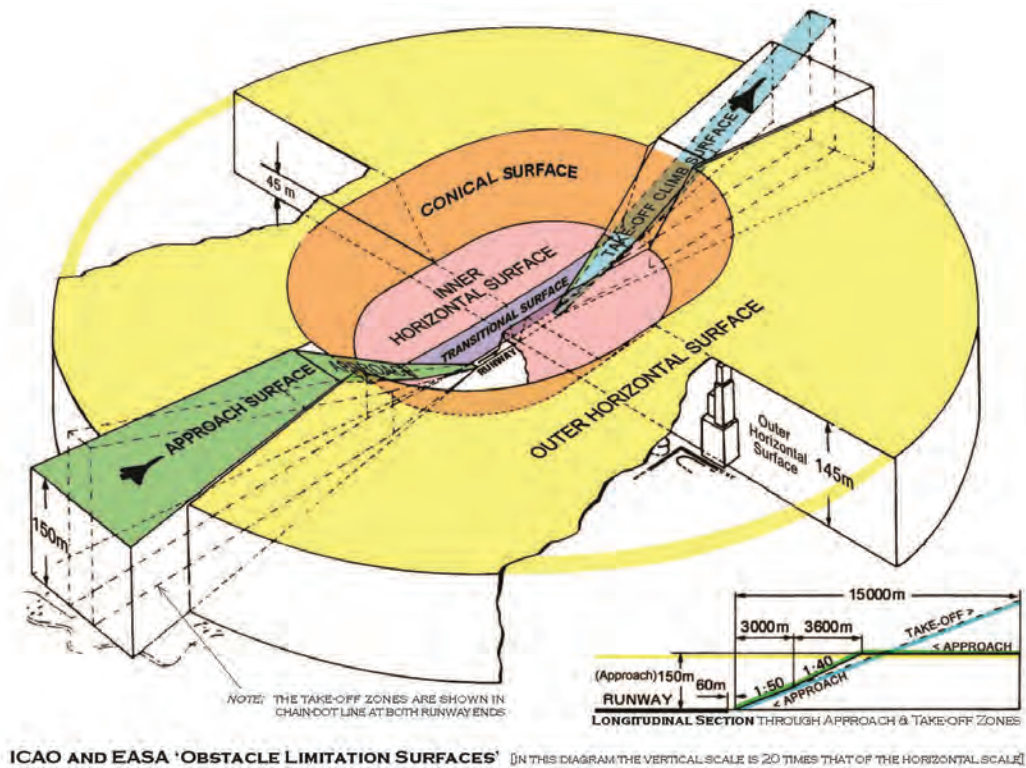 45 m
CONICAL SURFACE
TAKE-OFF CLIMB SURFACE
INNER
HORIZONTAL SURFACE
TRANSITIONAL SURFACE
RUNWAY
APPROACH
APPROACH SURFACE
OUTER HORIZONTAL SURFACE
Outer
Horizontal
Surface
145m
150m
15000m
3000m
3600m
TAKE-OFF >
< APPROACH
(Approach)150m
1:50
1:40
< APPROACH
60m
RUNWAY
LONGITUDINAL SECTION THROUGH APPROACH & TAKE-OFF ZONES
NOTE; THE TAKE-OFF ZONES ARE SHOWN IN
CHAIN-DOT LINE AT BOTH RUNWAY ENDS
ICAO AND EASA 'OBSTACLE LIMITATION SURFACES' [IN THIS DIAGRAM THE VERTICAL SCALE IS 20 TIMES THAT OF THE HORIZONTAL SCALE]